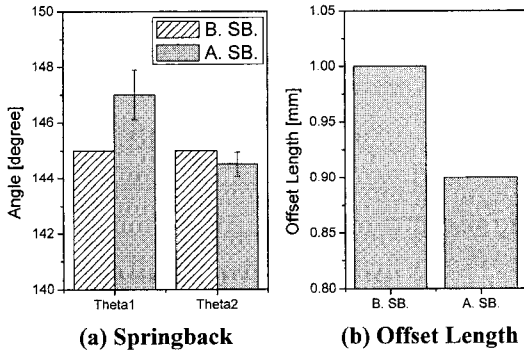 150
148
146
144
142
140
Angle [degree]
B. SB.
A. SB.
Theta1
Theta2
(a) Springback
1.05
1.00
0.95
0.90
0.85
0.80
Offset Length [mm]
B. SB.
A. SB.
(b) Offset Length